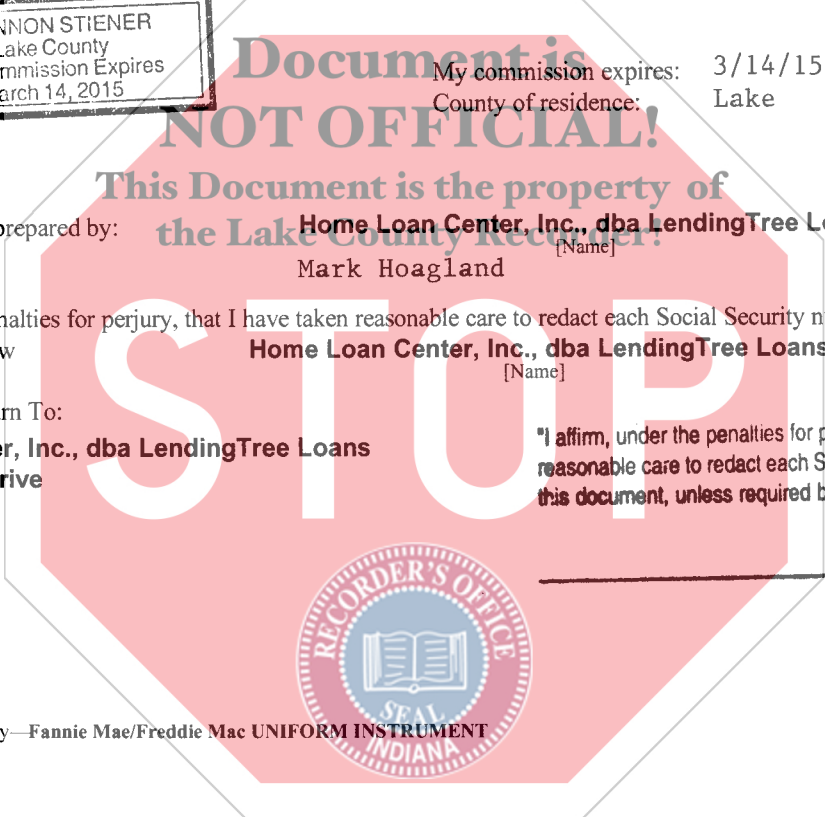 NNON STIENER
Lake County
mmission Expires
arch 14, 2015
Document is
NOT OFFICIAL!
This Document is the property of
the Lake County Recorder!
My commission expires: 3/14/15
County of residence: Lake
prepared by: Home Loan Center, Inc., dba LendingTree Lo
[Name]
Mark Hoagland
nalties for perjury, that I have taken reasonable care to redact each Social Security n
w Home Loan Center, Inc., dba LendingTree Loans
[Name]
STOP
rn To:
er, Inc., dba LendingTree Loans
rive
"I affirm, under the penalties for p
reasonable care to redact each S
this document, unless required b
RECORDER'S OFFICE
SEAL
INDIANA
y—Fannie Mae/Freddie Mac UNIFORM INSTRUMENT